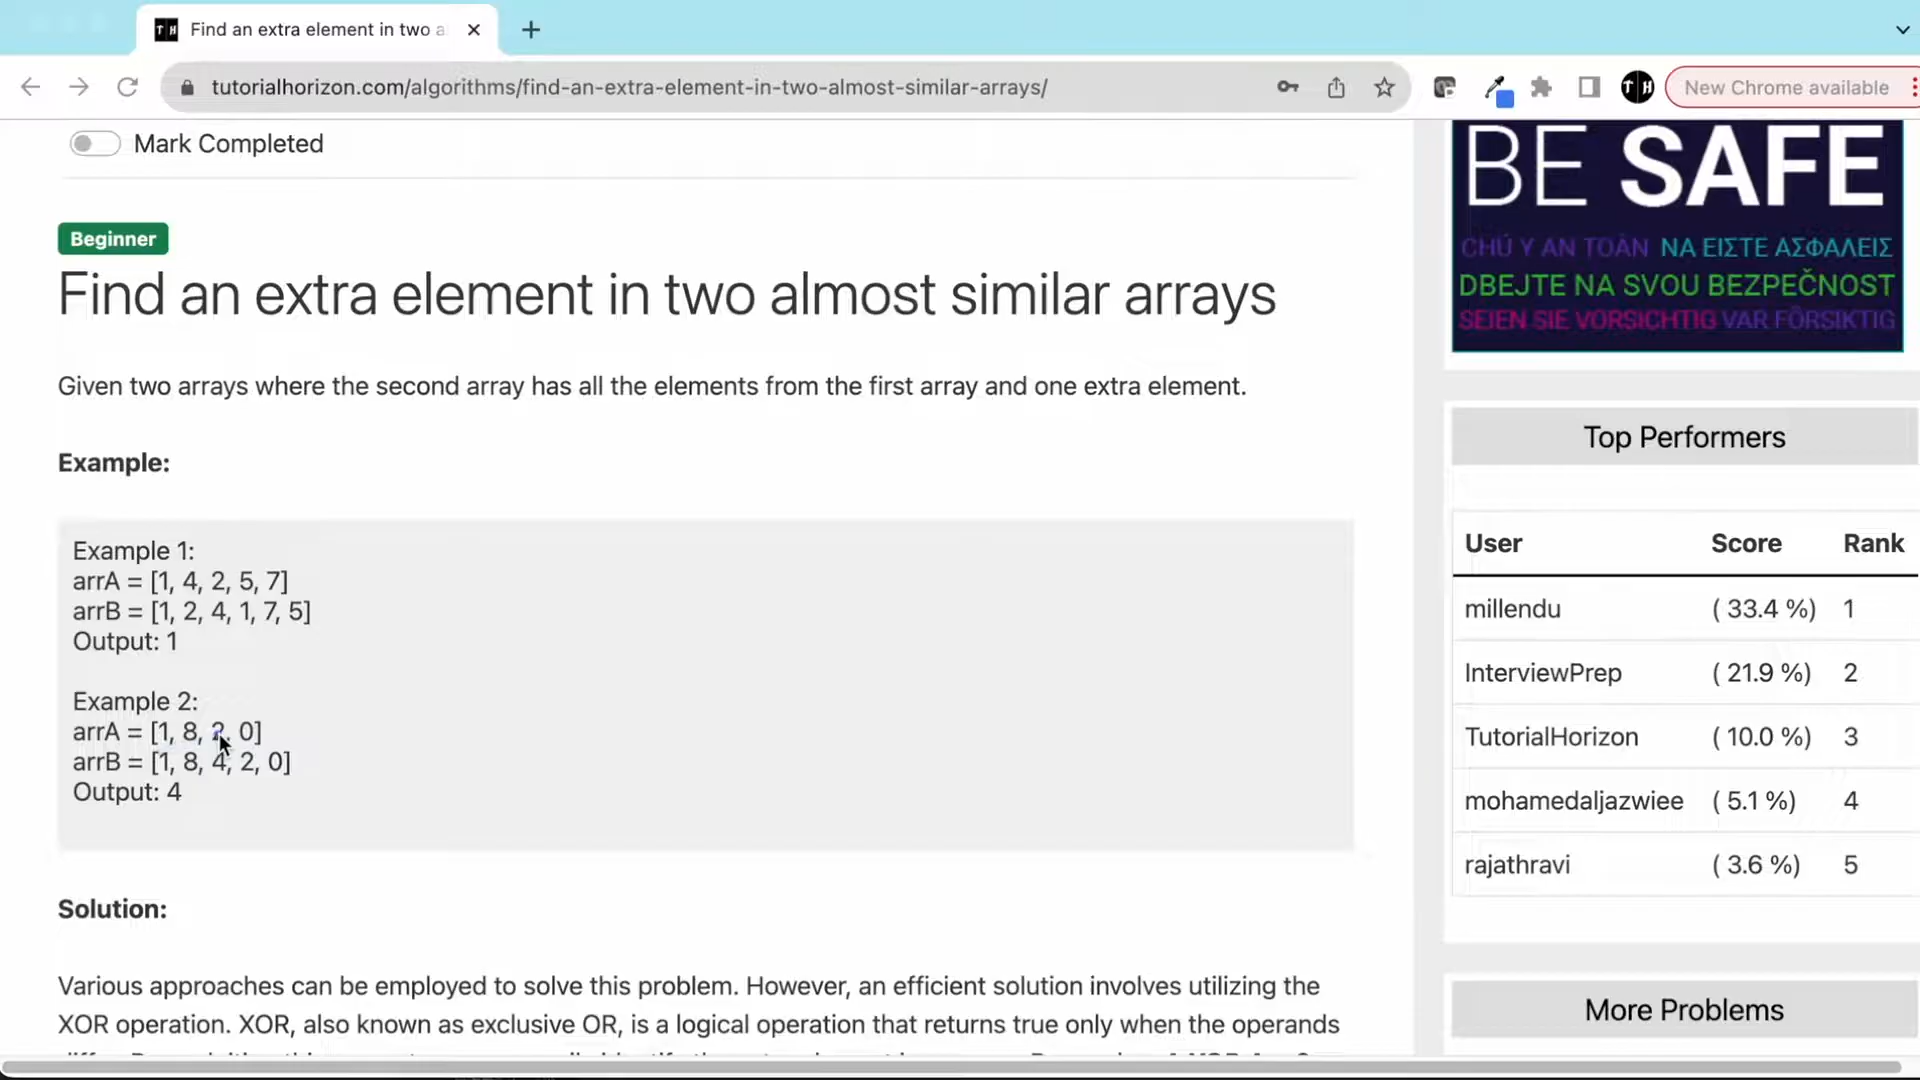 Find an extra element in two a
tutorialhorizon.com/algorithms/find-an-extra-element-in-two-almost-similar-arrays/
New Chrome available
Mark Completed
Beginner
Find an extra element in two almost similar arrays
Given two arrays where the second array has all the elements from the first array and one extra element.
Example:
Example 1:
arrA = [1, 4, 2, 5, 7]
arrB = [1, 2, 4, 1, 7, 5]
Output: 1
Example 2:
arrA = [1, 8, 2, 0]
arrB = [1, 8, 4, 2, 0]
Output: 4
Solution:
Various approaches can be employed to solve this problem. However, an efficient solution involves utilizing the
XOR operation. XOR, also known as exclusive OR, is a logical operation that returns true only when the operands
BE SAFE
CHÚ Ý AN TOÀN ΝΑ ΕΙΣΤΕ ΑΣΦΑΛΕΙΣ
DBEJTE NA SVOU BEZPEČNOST
SEIEN SIE VORSICHTIG VAR FÖRSIKTIG
Top Performers
User Score Rank
millendu ( 33.4 %) 1
InterviewPrep ( 21.9 %) 2
TutorialHorizon ( 10.0 %) 3
mohamedaljazwiee ( 5.1 %) 4
rajathravi ( 3.6 %) 5
More Problems